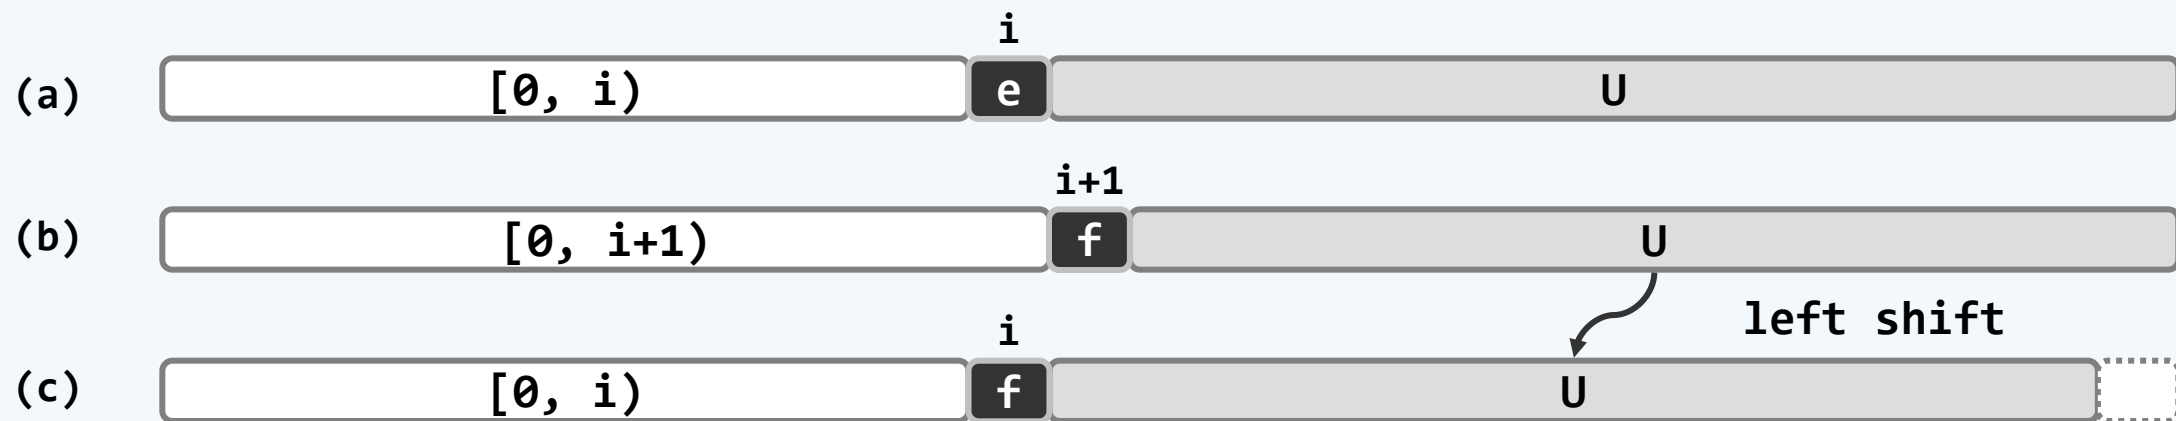 i
(a) [0, i) e U
i+1
(b) [0, i+1) f U
left shift
i
(c) [0, i) f U